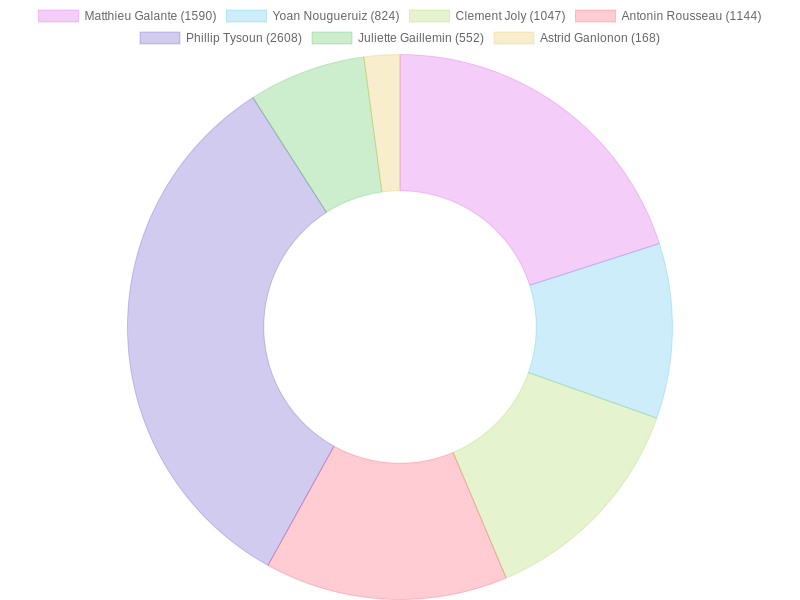 Matthieu Galante (1590) Yoan Nougueruiz (824) Clement Joly (1047) Antonin Rousseau (1144)
Phillip Tysoun (2608) Juliette Gaillemin (552) Astrid Ganlonon (168)